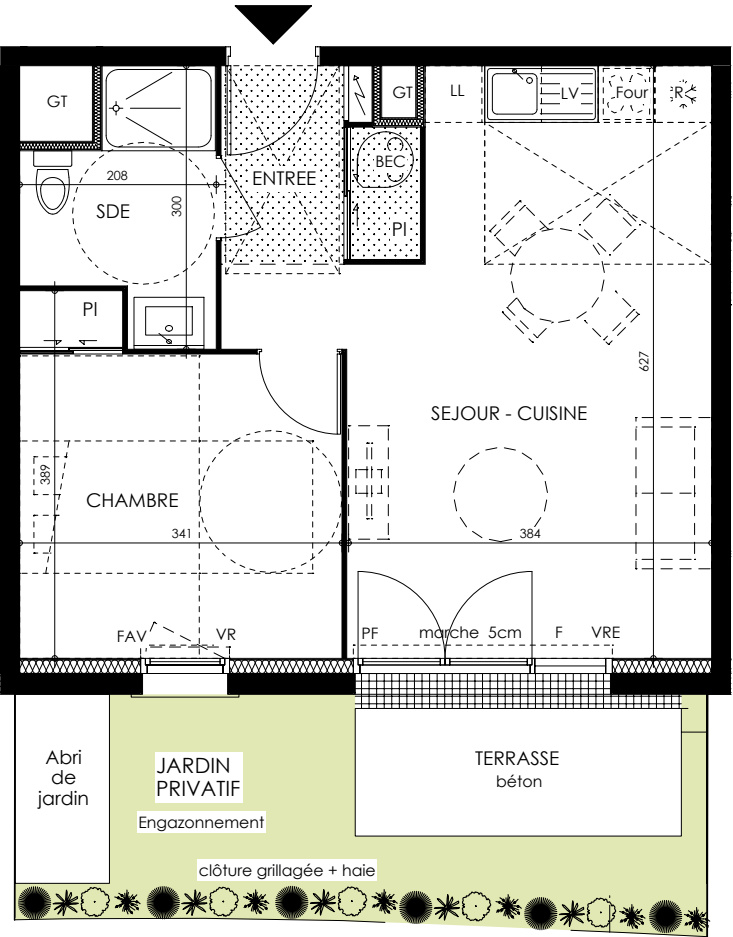 GT
GT
LL
LV
Four
R
BEC
ENTREE
208
300
SDE
PI
PI
627
SEJOUR - CUISINE
389
CHAMBRE
341
384
FAV
VR
PF
marche 5cm
F
VRE
Abri
de
jardin
JARDIN
PRIVATIF
Engazonnement
TERRASSE
béton
clôture grillagée + haie